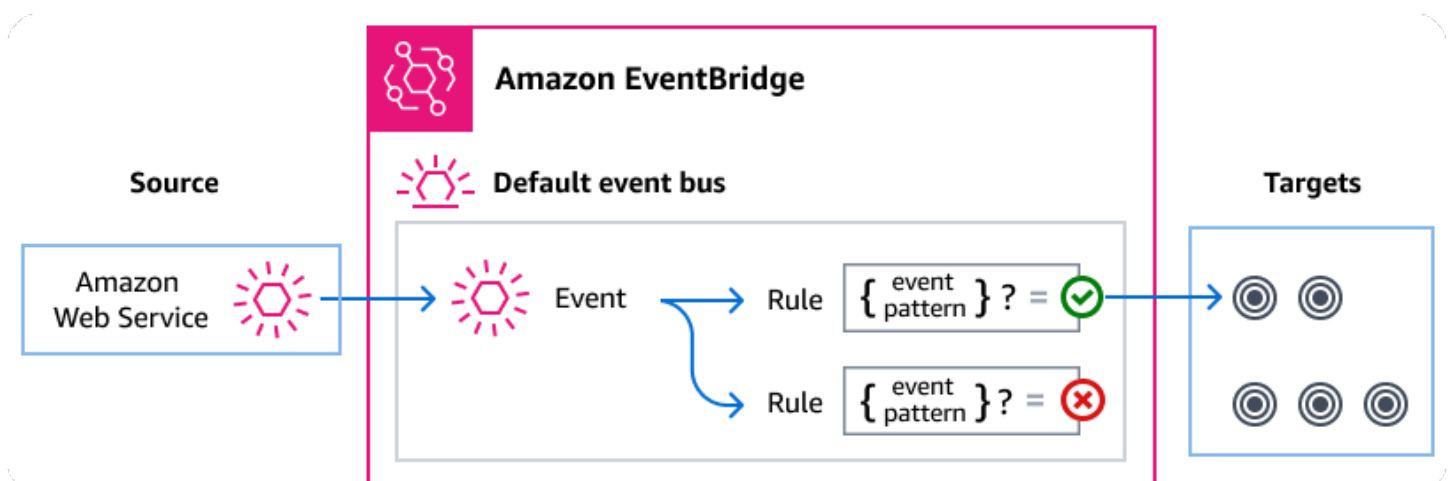 Amazon EventBridge
Source
Default event bus
Targets
Amazon
Web Service
Event
Rule
{ event
pattern } ? =
Rule
{ event
pattern } ? =